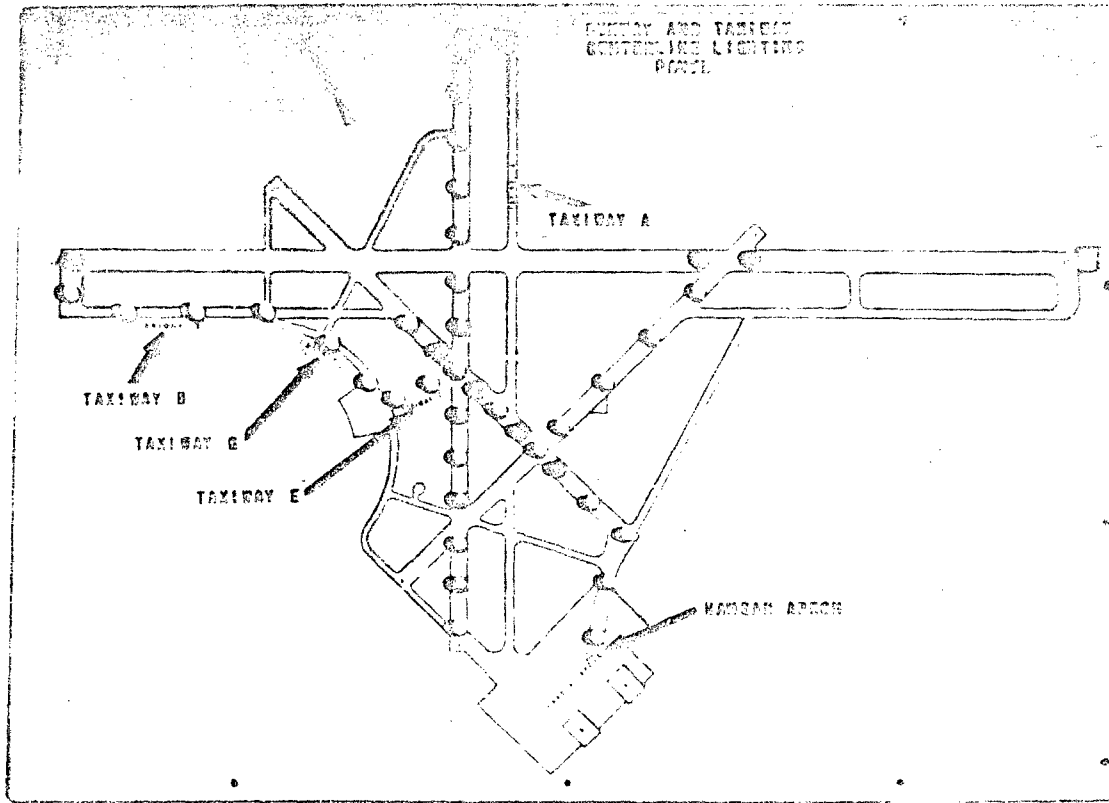 RUNWAY AND TAXIWAY
CENTERLINE LIGHTING
PANEL
TAXIWAY A
TAXIWAY B
TAXIWAY G
TAXIWAY E
HANGAR APRON